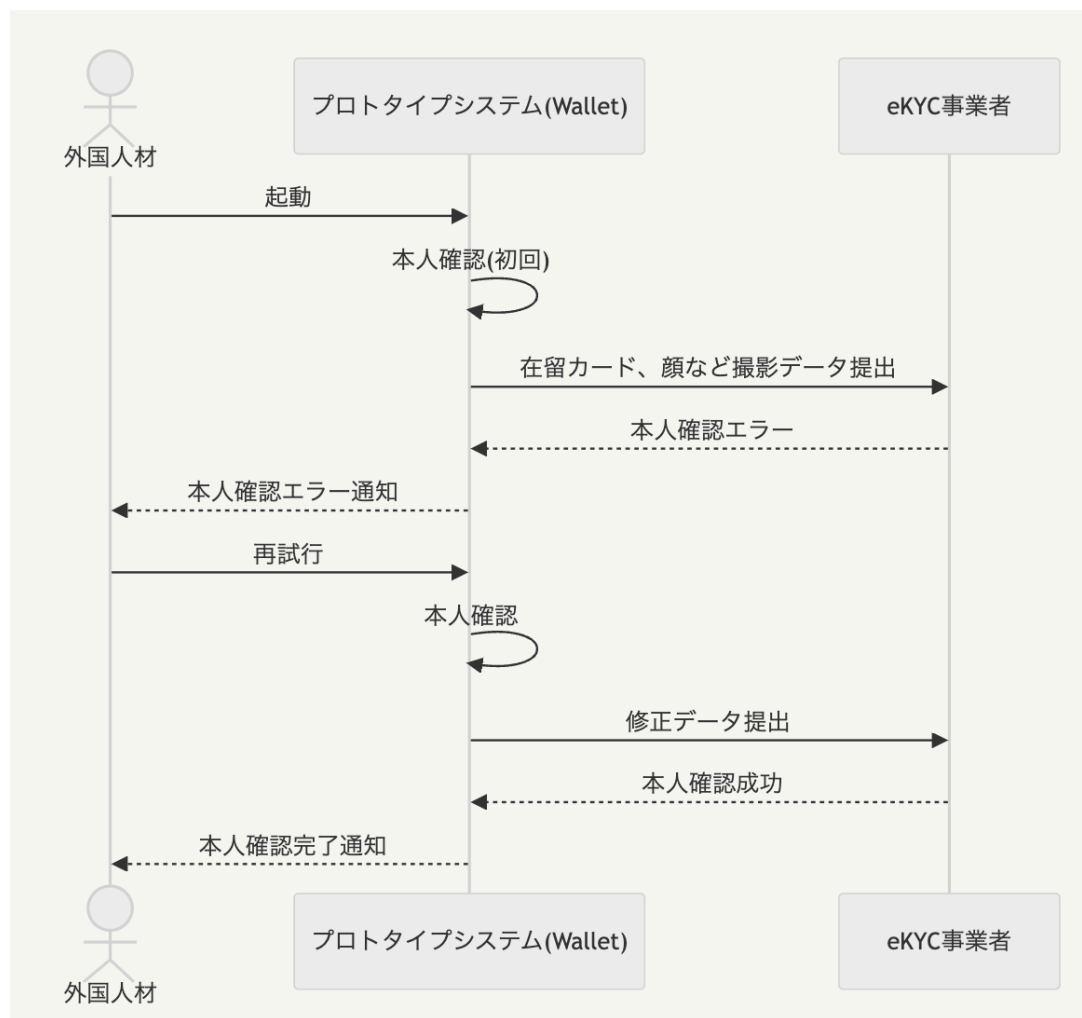 プロトタイプシステム(Wallet)
eKYC事業者
外国人材
起動
本人確認(初回)
在留カード、顔など撮影データ提出
本人確認エラー
本人確認エラー通知
再試行
本人確認
修正データ提出
本人確認成功
本人確認完了通知
プロトタイプシステム(Wallet)
eKYC事業者
外国人材